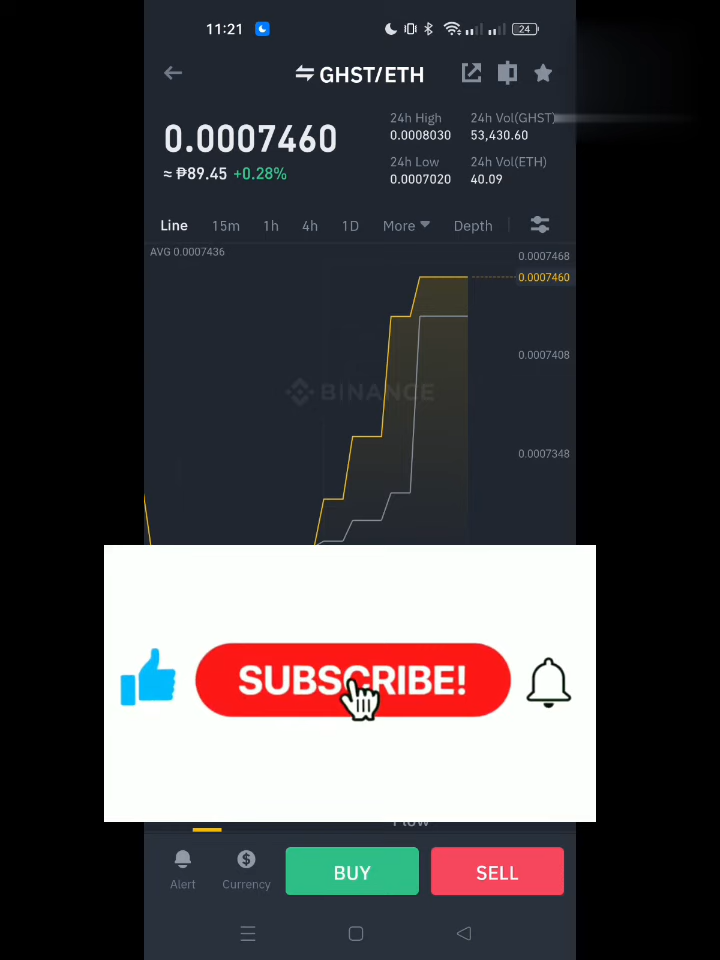 11:21
24
GHST/ETH
0.0007460
≈ ₱89.45 +0.28%
24h High
0.0008030
24h Vol(GHST)
53,430.60
24h Low
0.0007020
24h Vol(ETH)
40.09
Line 15m 1h 4h 1D More Depth
AVG 0.0007436
0.0007468
0.0007460
0.0007408
BINANCE
0.0007348
SUBSCRIBE!
Flow
Alert
Currency
BUY
SELL